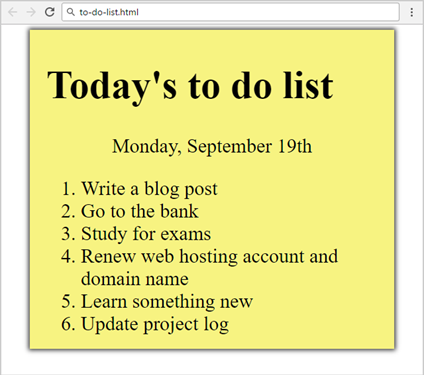 to-do-list.html
Today's to do list
Monday, September 19th
1. Write a blog post
2. Go to the bank
3. Study for exams
4. Renew web hosting account and
domain name
5. Learn something new
6. Update project log